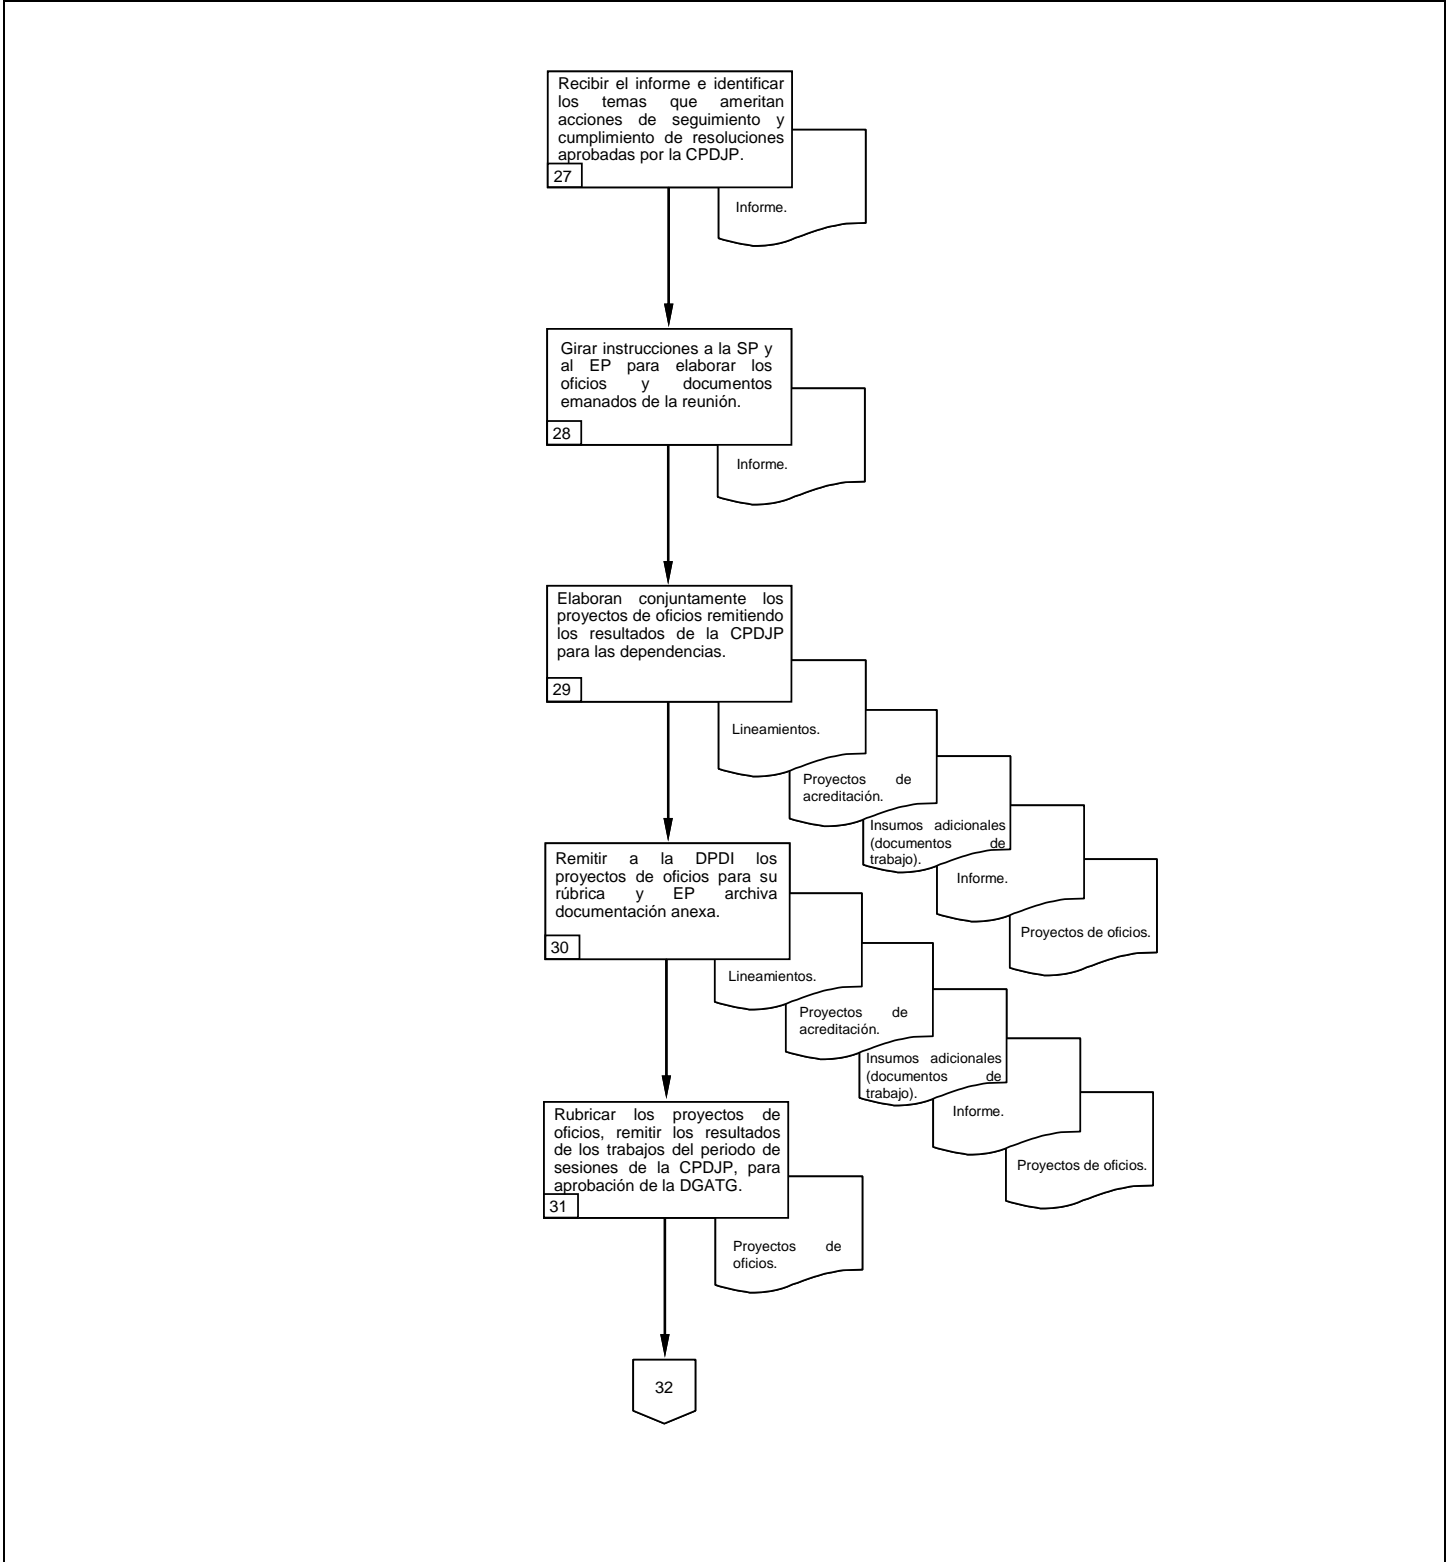 Recibir el informe e identificar
los temas que ameritan
acciones de seguimiento y
cumplimiento de resoluciones
aprobadas por la CPDJP.
27
Informe.
Girar instrucciones a la SP y
al EP para elaborar los
oficios y documentos
emanados de la reunión.
28
Informe.
Elaboran conjuntamente los
proyectos de oficios remitiendo
los resultados de la CPDJP
para las dependencias.
29
Lineamientos.
Proyectos de
acreditación.
Insumos adicionales
(documentos de
trabajo).
Informe.
Proyectos de oficios.
Remitir a la DPDI los
proyectos de oficios para su
rúbrica y EP archiva
documentación anexa.
30
Lineamientos.
Proyectos de
acreditación.
Insumos adicionales
(documentos de
trabajo).
Informe.
Proyectos de oficios.
Rubricar los proyectos de
oficios, remitir los resultados
de los trabajos del periodo de
sesiones de la CPDJP, para
aprobación de la DGATG.
31
Proyectos de
oficios.
32